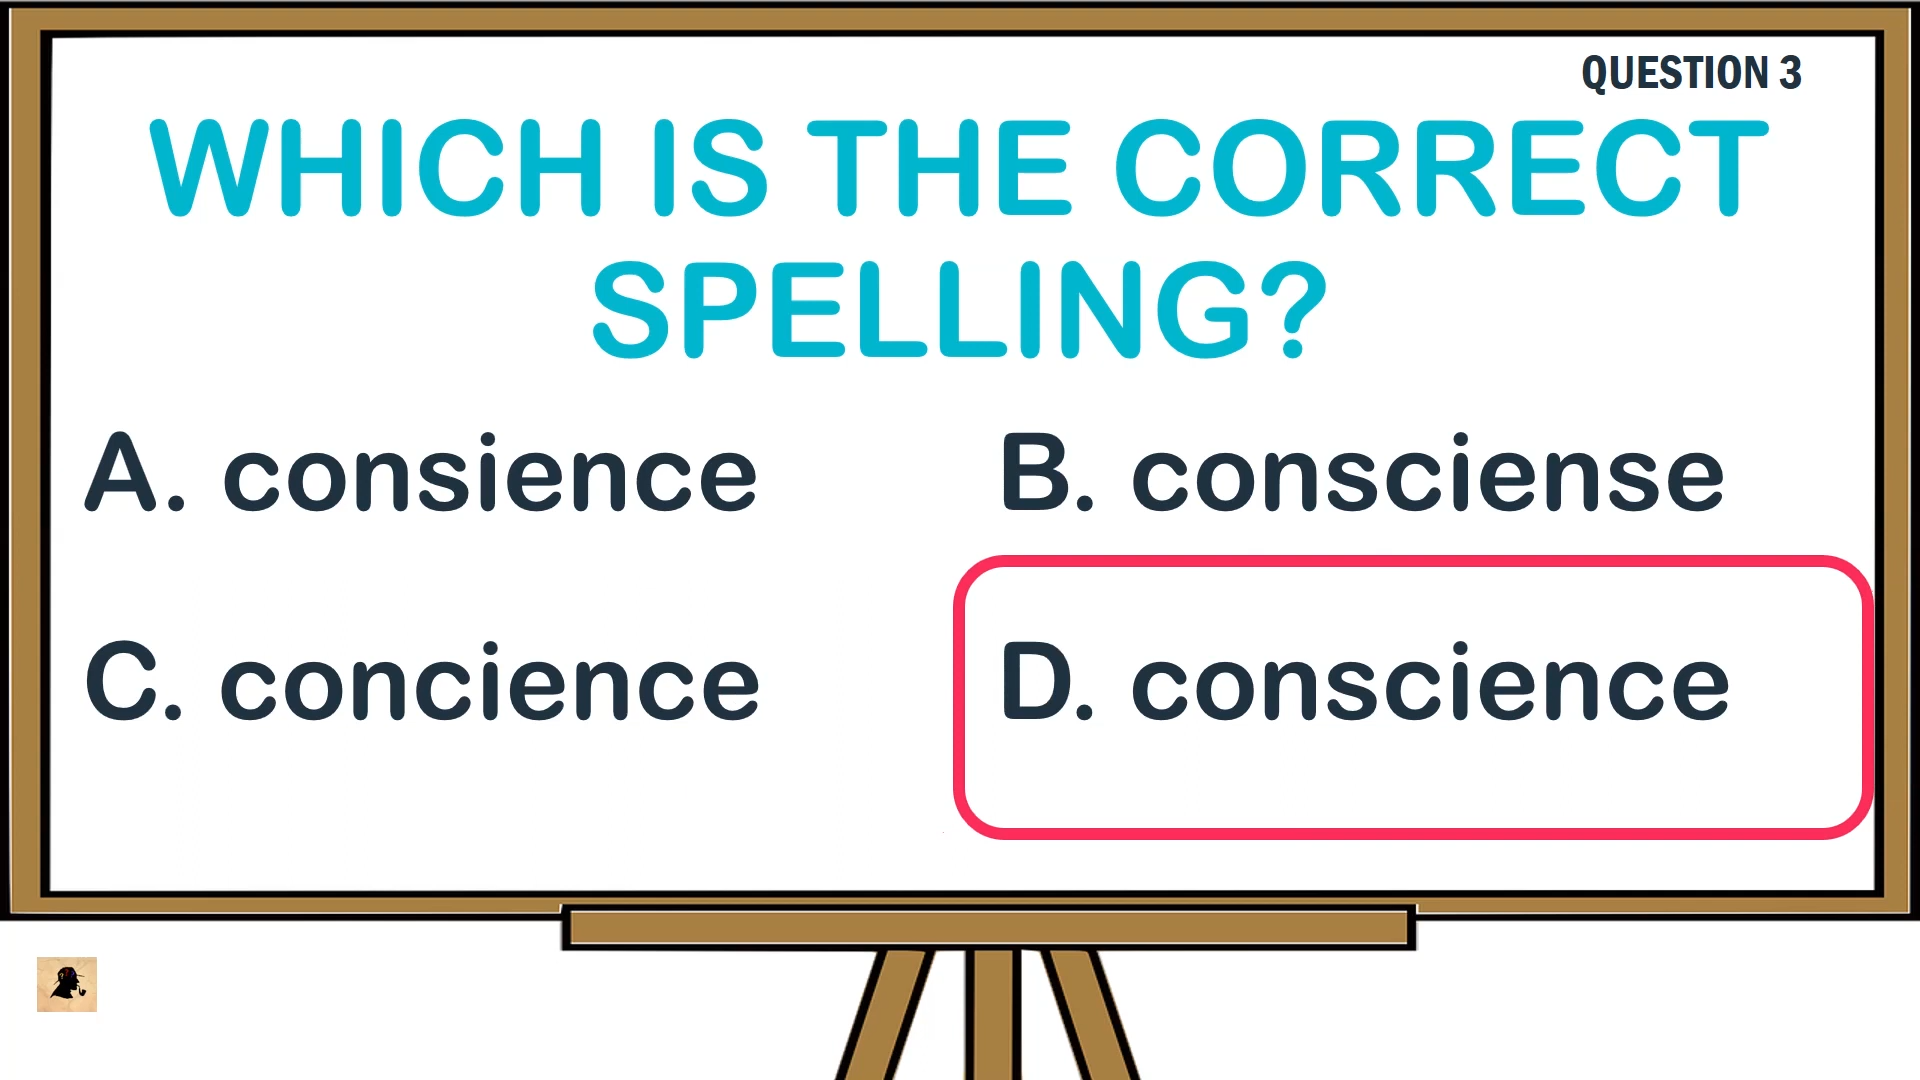 QUESTION 3
WHICH IS THE CORRECT
SPELLING?
A. consience
B. consciense
C. concience
D. conscience